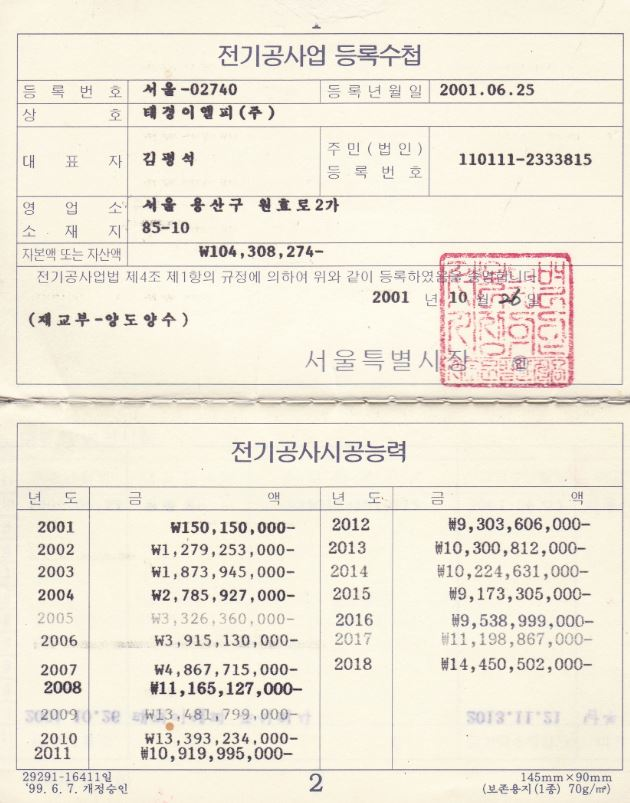 전기공사업 등록수첩
등 록 번 호 서울-02740 등록년월일 2001.06.25
상 호 태경이엘피(주)
대 표 자 김평석 주민(법인) 등 록 번 호 110111-2333815
영 업 소 서울 용산구 원효로2가
소 재 지 85-10
자본액 또는 자산액 ₩104,308,274-
전기공사업법 제4조 제1항의 규정에 의하여 위와 같이 등록하였음을 증명합니다
2001 년 10 월 26 일
(재교부-양도양수)
서울특별시장 인
전기공사시공능력
년 도 금 액 년 도 금 액
2001 ₩150,150,000- 2012 ₩9,303,606,000-
2002 ₩1,279,253,000- 2013 ₩10,300,812,000-
2003 ₩1,873,945,000- 2014 ₩10,224,631,000-
2004 ₩2,785,927,000- 2015 ₩9,173,305,000-
2005 ₩3,326,360,000- 2016 ₩9,538,999,000-
2006 ₩3,915,130,000- 2017 ₩11,198,867,000-
2007 ₩4,867,715,000- 2018 ₩14,450,502,000-
2008 ₩11,165,127,000-
2009 ₩13,481,799,000-
2010 ₩13,393,234,000-
2011 ₩10,919,995,000-
29291-16411일
'99. 6. 7. 개정승인
2
145mm×90mm
(보존용지(1종) 70g/㎡)